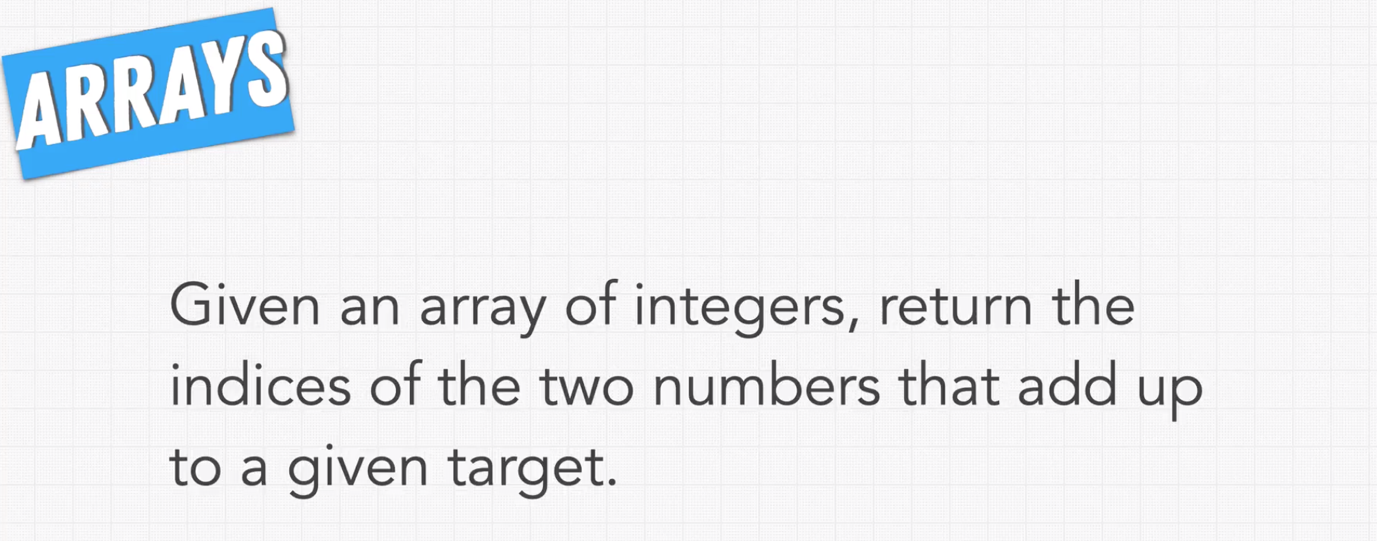 ARRAYS
Given an array of integers, return the
indices of the two numbers that add up
to a given target.